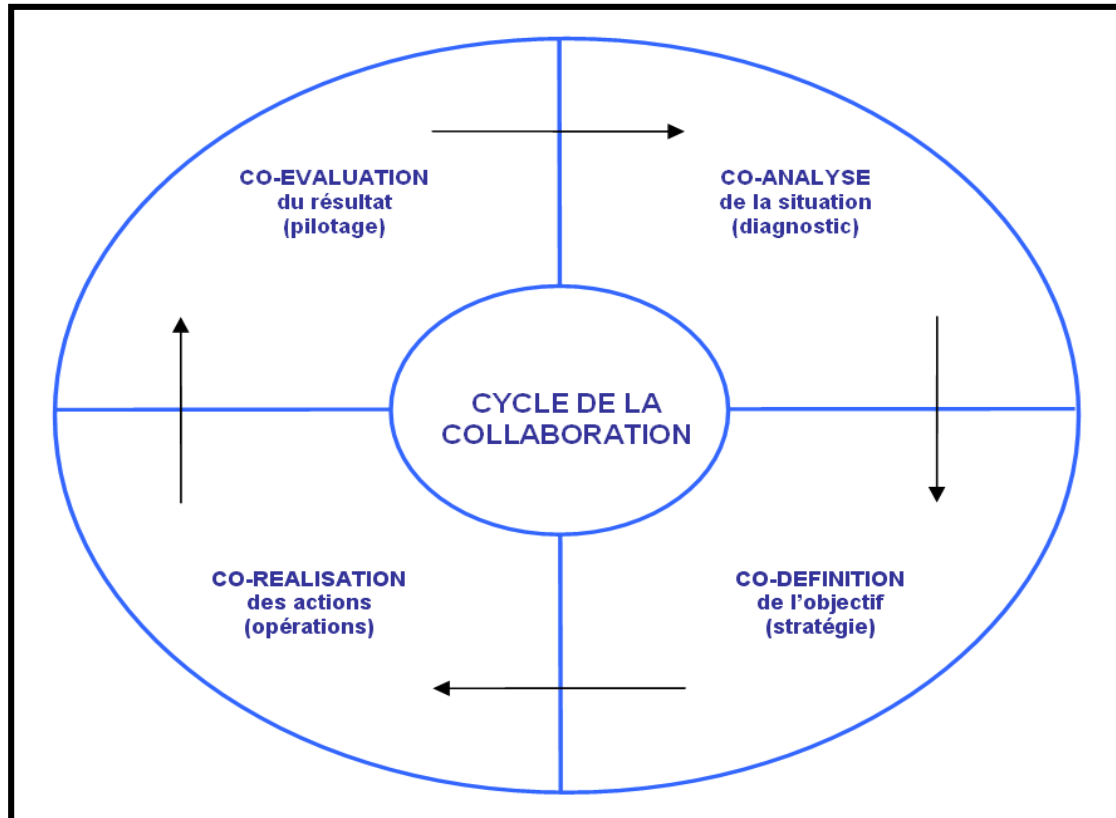 CO-EVALUATION
du résultat
(pilotage)
CO-ANALYSE
de la situation
(diagnostic)
CYCLE DE LA
COLLABORATION
CO-REALISATION
des actions
(opérations)
CO-DEFINITION
de l’objectif
(stratégie)